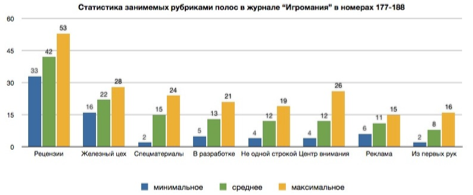 Статистика занимемых рубриками полос в журнале “Игромания” в номерах 177-188
60
45
30
15
0
33 42 53
16 22 28
2 15 24
5 13 21
4 12 19
4 12 26
6 11 15
2 8 16
Рецензии Железный цех Спецматериалы В разработке Не одной строкой Центр внимания Реклама Из первых рук
минимальное среднее максимальное